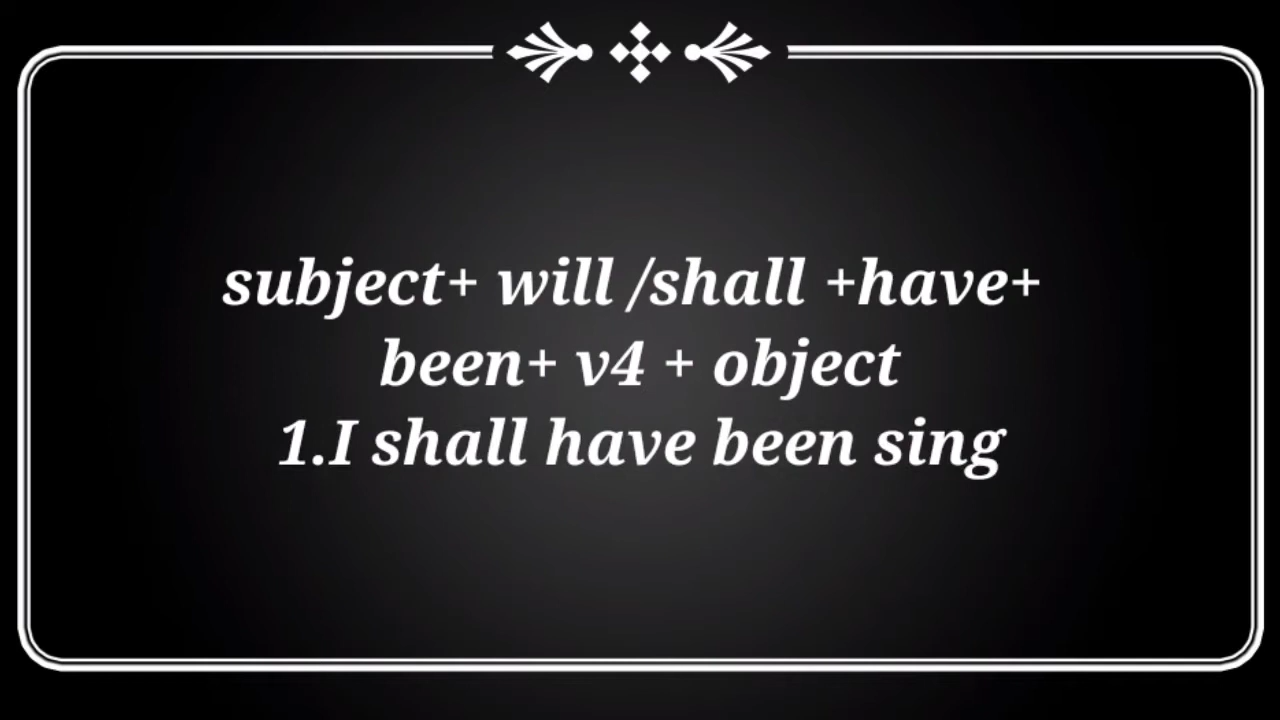 subject+ will /shall +have+
been+ v4 + object
1.I shall have been sing